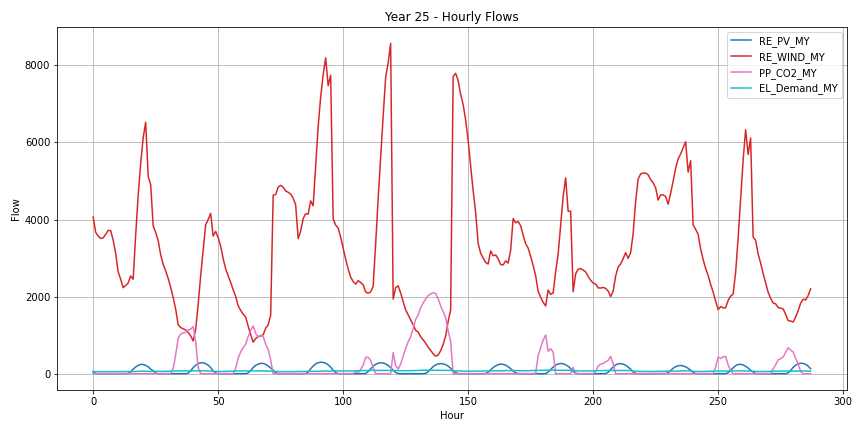 Year 25 - Hourly Flows
RE_PV_MY
RE_WIND_MY
PP_CO2_MY
EL_Demand_MY
8000
6000
4000
2000
0
Flow
0 50 100 150 200 250 300
Hour